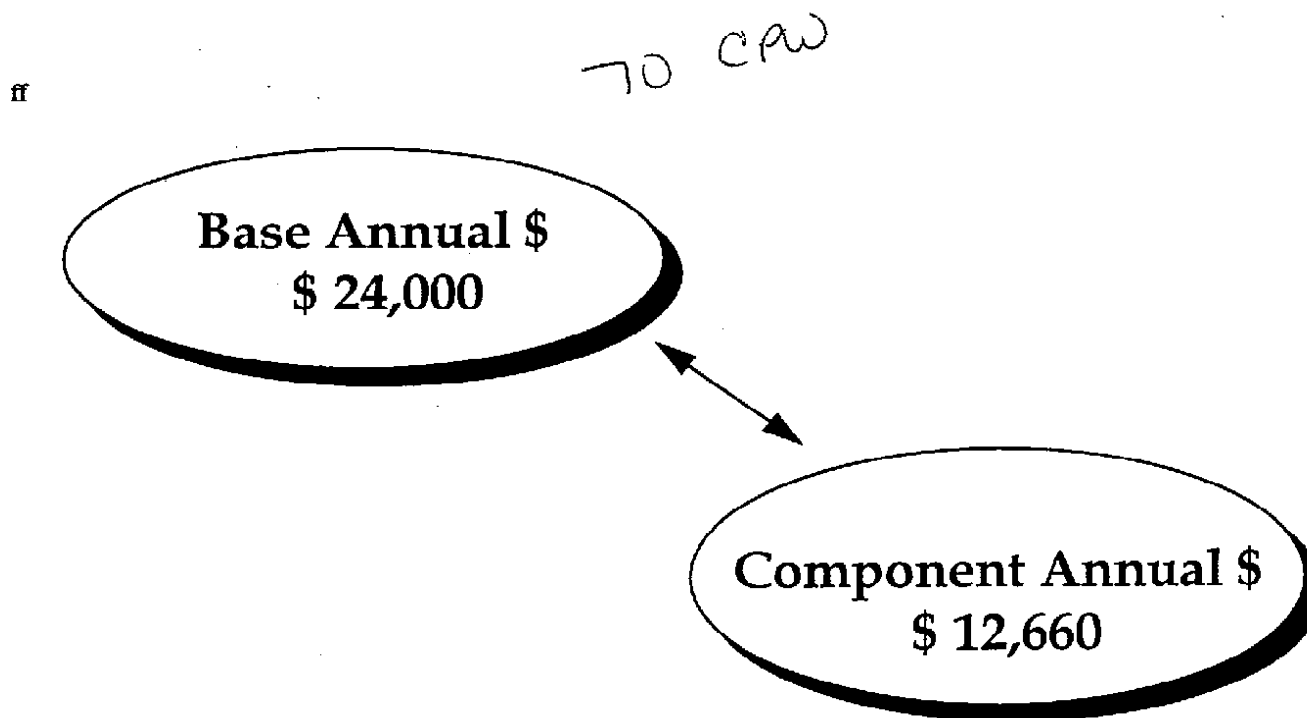 70 CPW
ff
Base Annual $
$ 24,000
Component Annual $
$ 12,660